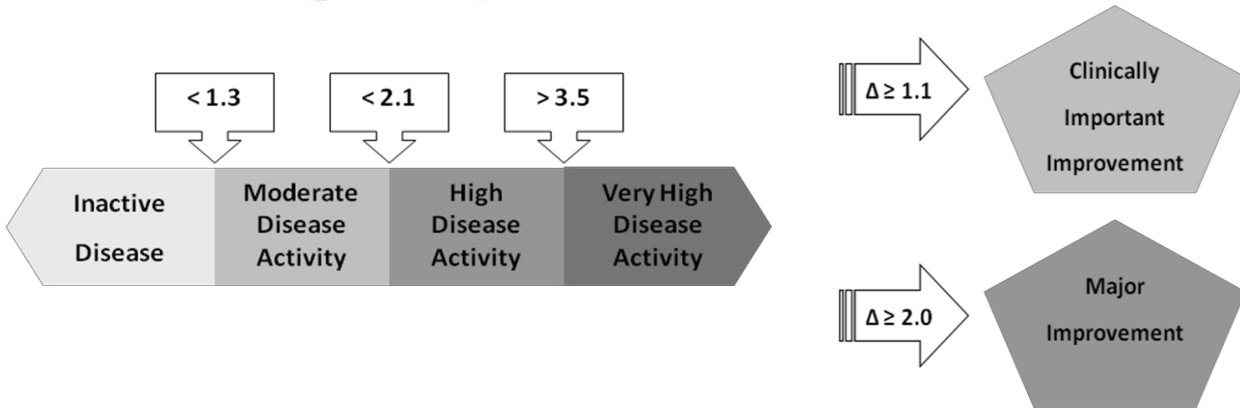 < 1.3
< 2.1
> 3.5
Inactive
Disease
Moderate
Disease
Activity
High
Disease
Activity
Very High
Disease
Activity
Δ ≥ 1.1
Clinically
Important
Improvement
Δ ≥ 2.0
Major
Improvement